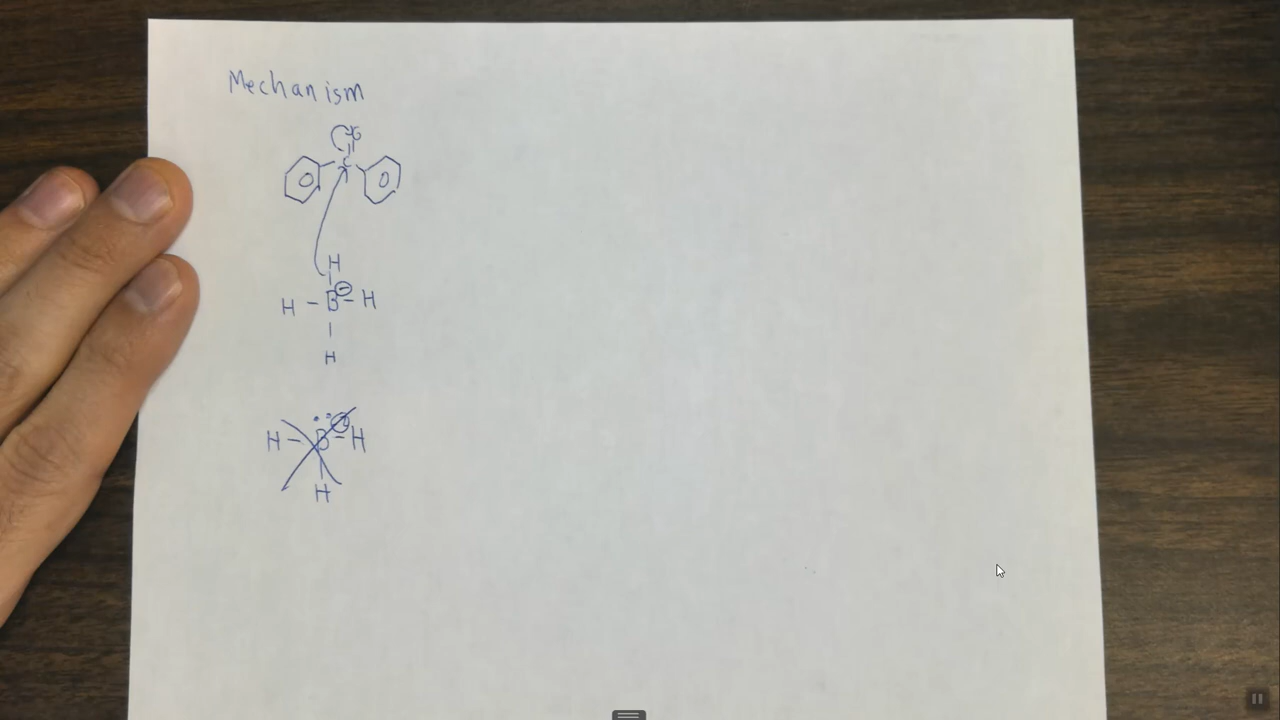 Mechanism
C
H
H - B⊖ - H
H
H - B - H
H